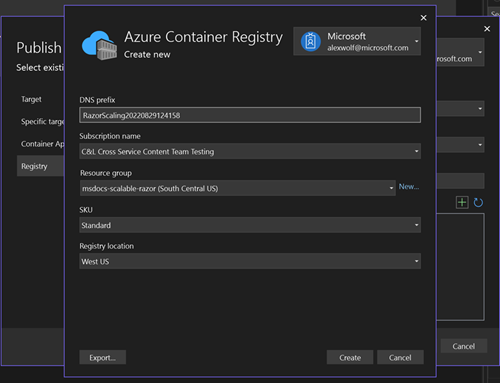 Publish
Select existi
Target
Specific targe
Container Ap
Registry
Azure Container Registry
Create new
Microsoft
alexwolf@microsoft.com
rosoft.com
DNS prefix
RazorScaling20220829124158
Subscription name
C&L Cross Service Content Team Testing
Resource group
msdocs-scalable-razor (South Central US)
New...
SKU
Standard
Registry location
West US
Export...
Create
Cancel
Cancel